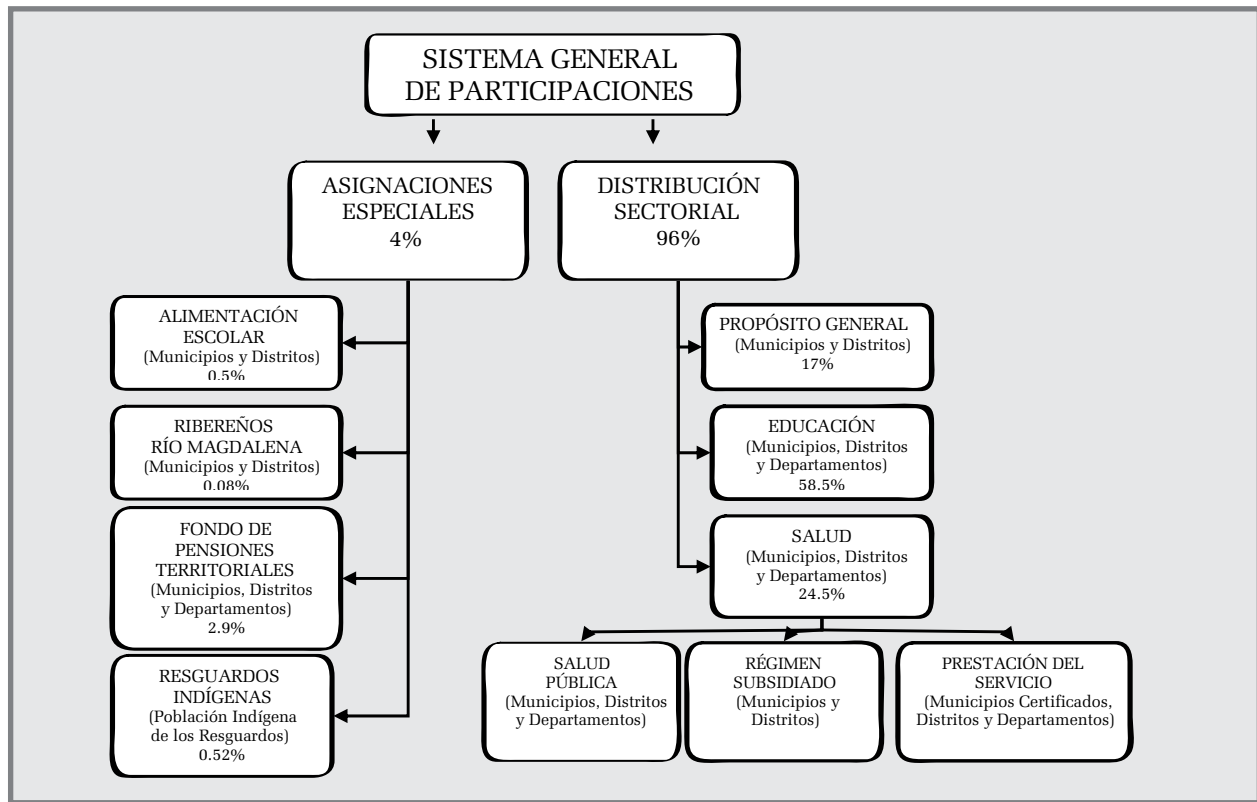 SISTEMA GENERAL
DE PARTICIPACIONES
ASIGNACIONES
ESPECIALES
4%
DISTRIBUCIÓN
SECTORIAL
96%
ALIMENTACIÓN
ESCOLAR
(Municipios y Distritos)
0.5%
RIBEREÑOS
RÍO MAGDALENA
(Municipios y Distritos)
0.08%
FONDO DE
PENSIONES
TERRITORIALES
(Municipios, Distritos
y Departamentos)
2.9%
RESGUARDOS
INDÍGENAS
(Población Indígena
de los Resguardos)
0.52%
PROPÓSITO GENERAL
(Municipios y Distritos)
17%
EDUCACIÓN
(Municipios, Distritos
y Departamentos)
58.5%
SALUD
(Municipios, Distritos
y Departamentos)
24.5%
SALUD
PÚBLICA
(Municipios, Distritos
y Departamentos)
RÉGIMEN
SUBSIDIADO
(Municipios y
Distritos)
PRESTACIÓN DEL
SERVICIO
(Municipios Certificados,
Distritos y Departamentos)